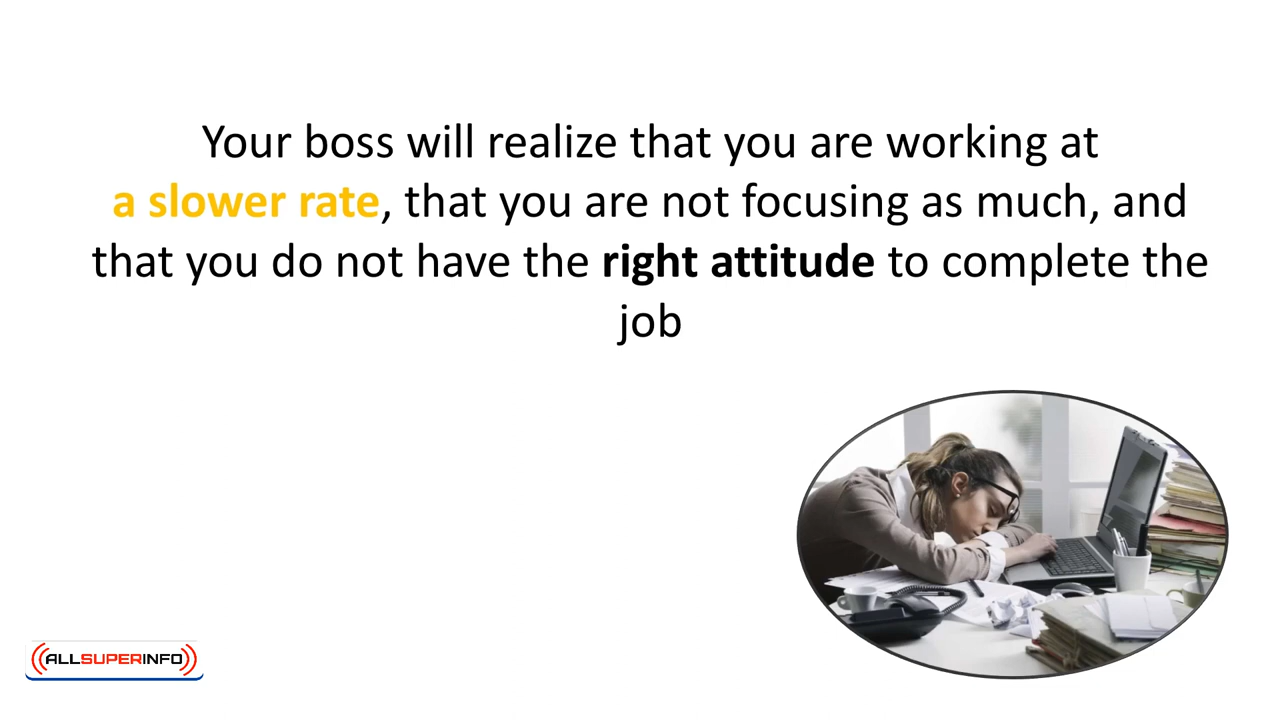 Your boss will realize that you are working at
a slower rate, that you are not focusing as much, and
that you do not have the right attitude to complete the
job
ALLSUPERINFO